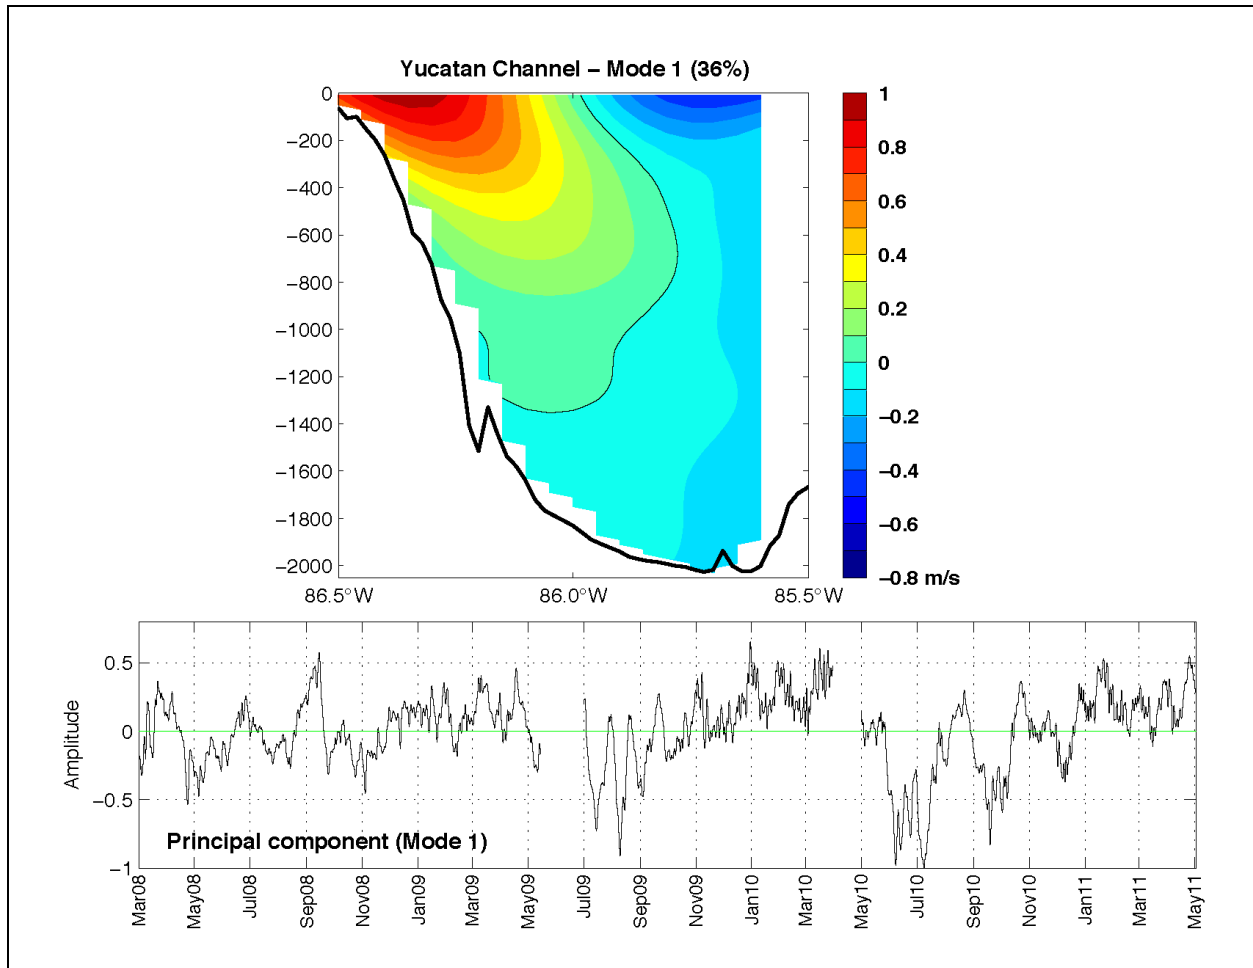 Yucatan Channel – Mode 1 (36%)
0
−200
−400
−600
−800
−1000
−1200
−1400
−1600
−1800
−2000
86.5°W
86.0°W
85.5°W
1
0.8
0.6
0.4
0.2
0
−0.2
−0.4
−0.6
−0.8 m/s
Amplitude
0.5
0
−0.5
−1
Principal component (Mode 1)
Mar08
May08
Jul08
Sep08
Nov08
Jan09
Mar09
May09
Jul09
Sep09
Nov09
Jan10
Mar10
May10
Jul10
Sep10
Nov10
Jan11
Mar11
May11